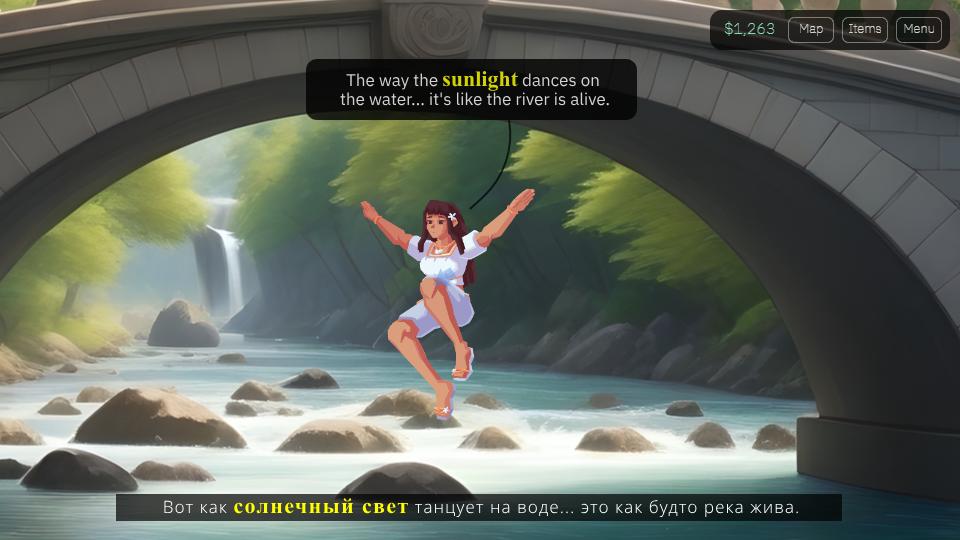 $1,263 Map Items Menu
The way the sunlight dances on
the water... it's like the river is alive.
Вот как солнечный свет танцует на воде... это как будто река жива.